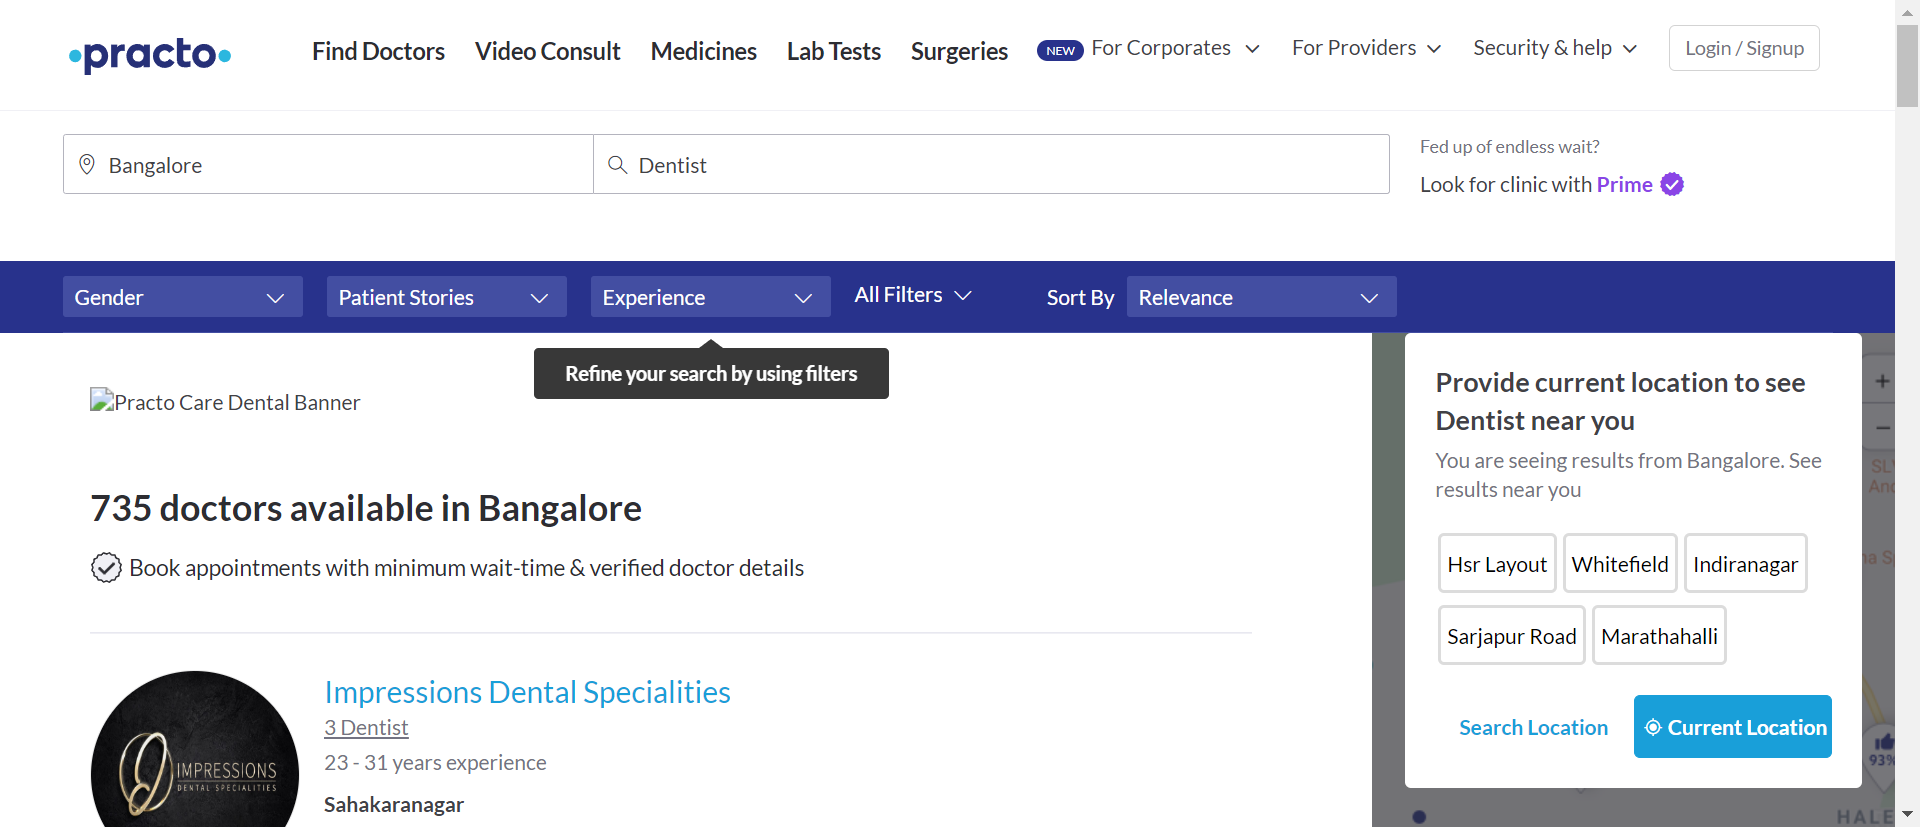 practo
Find Doctors
Video Consult
Medicines
Lab Tests
Surgeries
NEW For Corporates
For Providers
Security & help
Login / Signup
Bangalore
Dentist
Fed up of endless wait?
Look for clinic with Prime
Gender
Patient Stories
Experience
All Filters
Sort By
Relevance
Refine your search by using filters
Practo Care Dental Banner
735 doctors available in Bangalore
Book appointments with minimum wait-time & verified doctor details
IMPRESSIONS
DENTAL SPECIALITIES
Impressions Dental Specialities
3 Dentist
23 - 31 years experience
Sahakaranagar
Provide current location to see
Dentist near you
You are seeing results from Bangalore. See
results near you
Hsr Layout
Whitefield
Indiranagar
Sarjapur Road
Marathahalli
Search Location
Current Location
+
−
93%
HALE